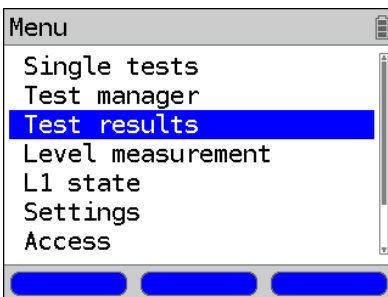 Menu
Single tests
Test manager
Test results
Level measurement
L1 state
Settings
Access